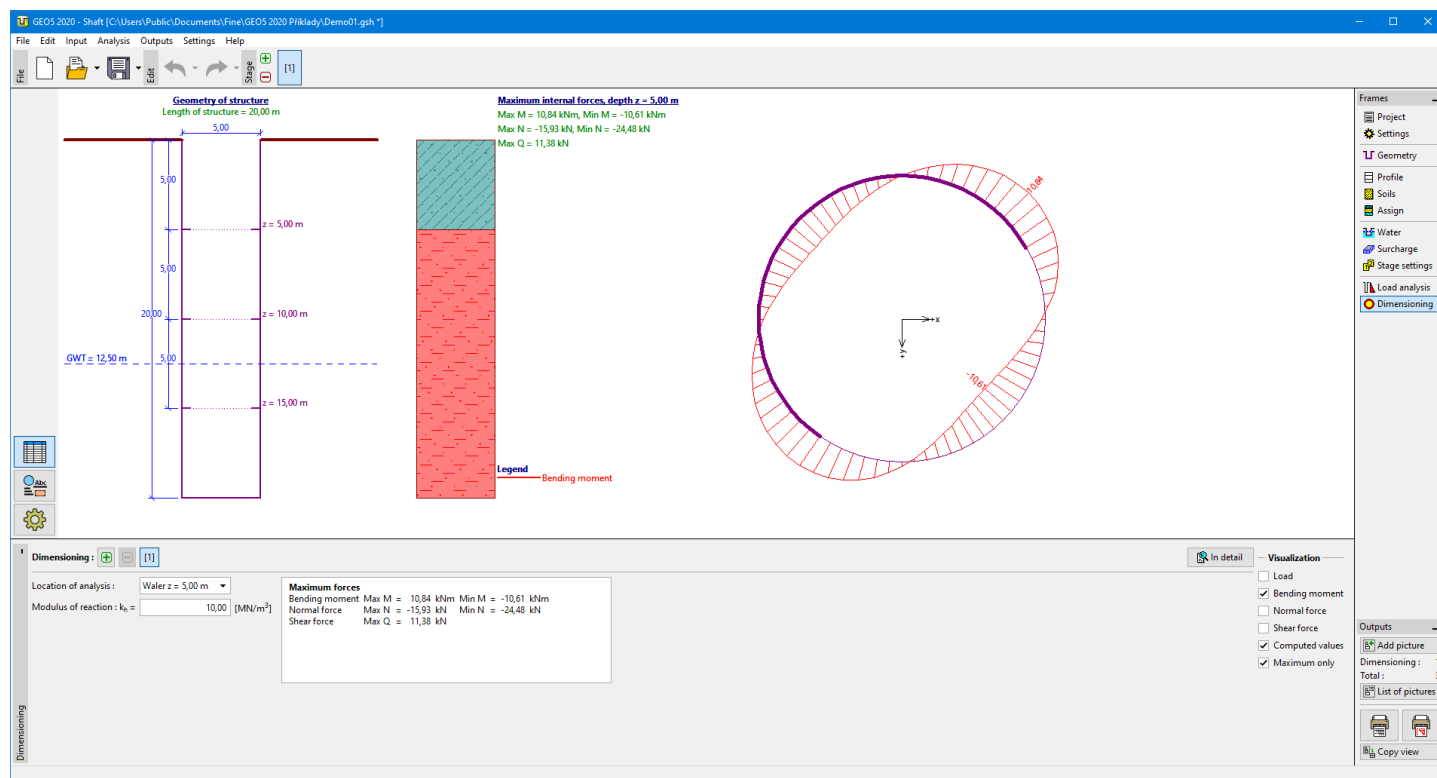 GEO5 2020 - Shaft [C:\Users\Public\Documents\Fine\GEO5 2020 Příklady\Demo01.gsh *]
File Edit Input Analysis Outputs Settings Help
File
Edit
Stage
[1]
Geometry of structure
Length of structure = 20,00 m
5,00
5,00
z = 5,00 m
5,00
20,00
z = 10,00 m
GWT = 12,50 m
5,00
z = 15,00 m
Maximum internal forces, depth z = 5,00 m
Max M = 10,84 kNm, Min M = -10,61 kNm
Max N = -15,93 kN, Min N = -24,48 kN
Max Q = 11,38 kN
Legend
Bending moment
10,84
+x
+y
-10,61
Abc
Frames
Project
Settings
Geometry
Profile
Soils
Assign
Water
Surcharge
Stage settings
Load analysis
Dimensioning
Dimensioning
Dimensioning : [1]
In detail
Location of analysis : Waler z = 5,00 m
Modulus of reaction : kh = 10,00 [MN/m³]
Maximum forces
Bending moment Max M = 10,84 kNm Min M = -10,61 kNm
Normal force Max N = -15,93 kN Min N = -24,48 kN
Shear force Max Q = 11,38 kN
Visualization
Load
Bending moment
Normal force
Shear force
Computed values
Maximum only
Outputs
Add picture
Dimensioning :
Total :
List of pictures
Copy view